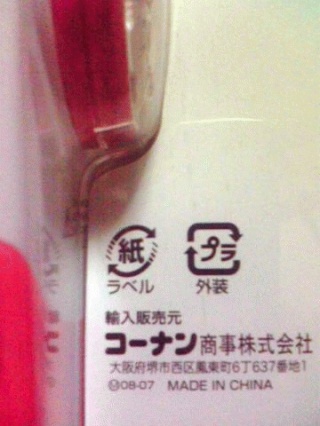 紙 プラ
ラベル 外装
輸入販売元
コーナン商事株式会社
大阪府堺市西区鳳東町6丁637番地1
Ⓜ08-07 MADE IN CHINA